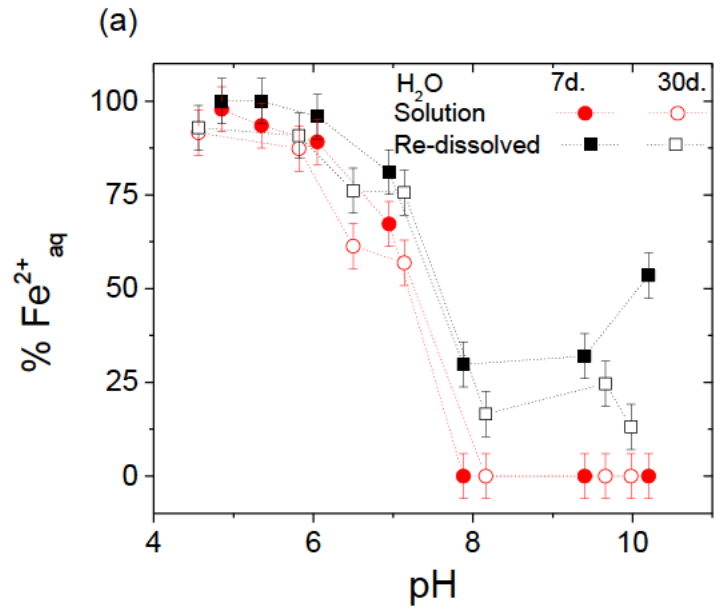 (a)
H2O 7d. 30d.
Solution
Re-dissolved
100
75
50
25
0
% Fe2+aq
4 6 8 10
pH